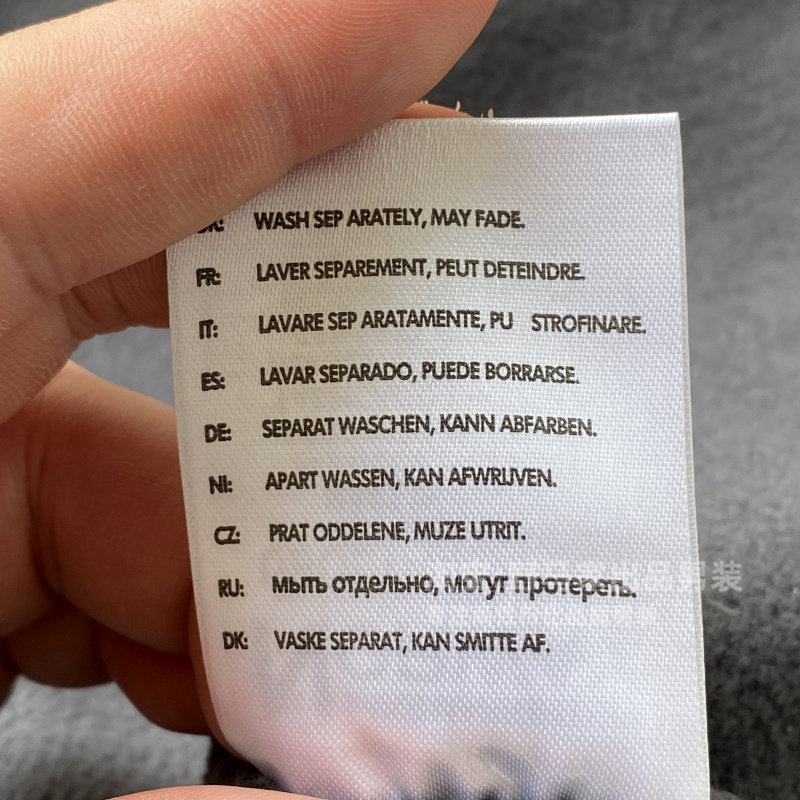 WASH SEP ARATELY, MAY FADE.
FR: LAVER SEPAREMENT, PEUT DETEINDRE.
IT: LAVARE SEP ARATAMENTE, PU STROFINARE.
ES: LAVAR SEPARADO, PUEDE BORRARSE.
DE: SEPARAT WASCHEN, KANN ABFARBEN.
NI: APART WASSEN, KAN AFWRIJVEN.
CZ: PRAT ODDELENE, MUZE UTRIT.
RU: мыть отдельно, могут протереть.
DK: VASKE SEPARAT, KAN SMITTE AF.
男装